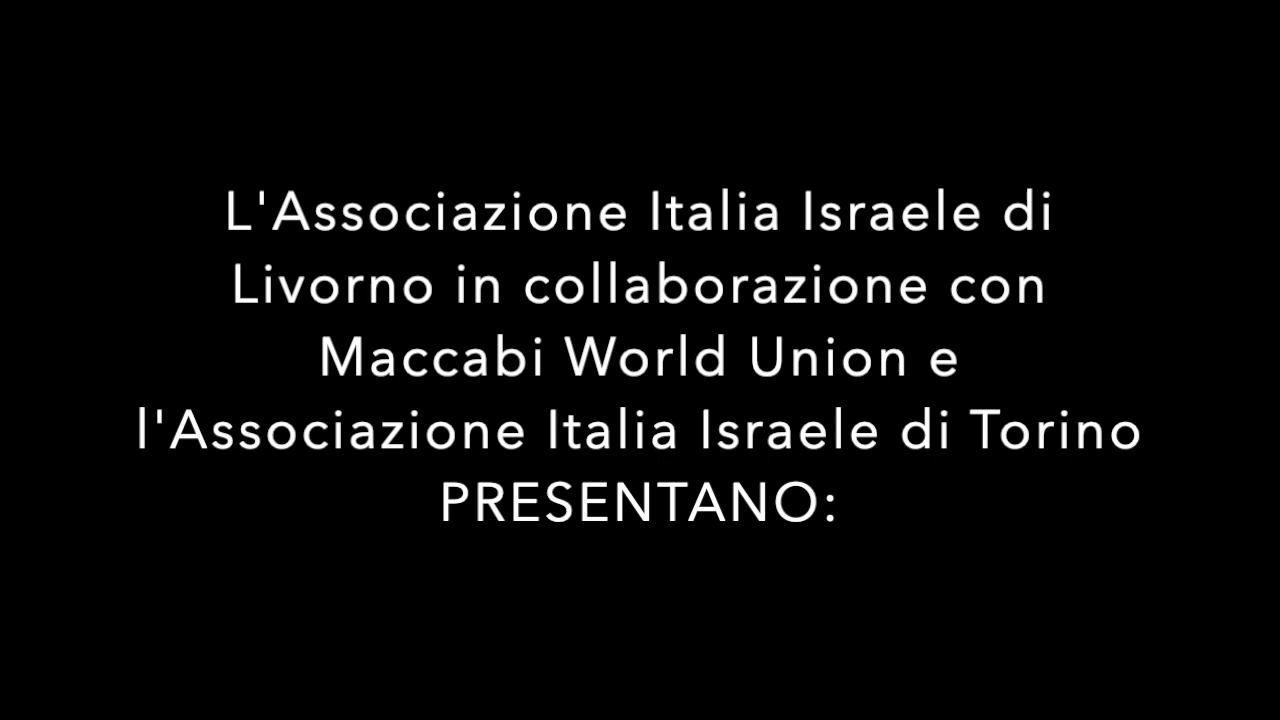 L'Associazione Italia Israele di
Livorno in collaborazione con
Maccabi World Union e
l'Associazione Italia Israele di Torino
PRESENTANO: